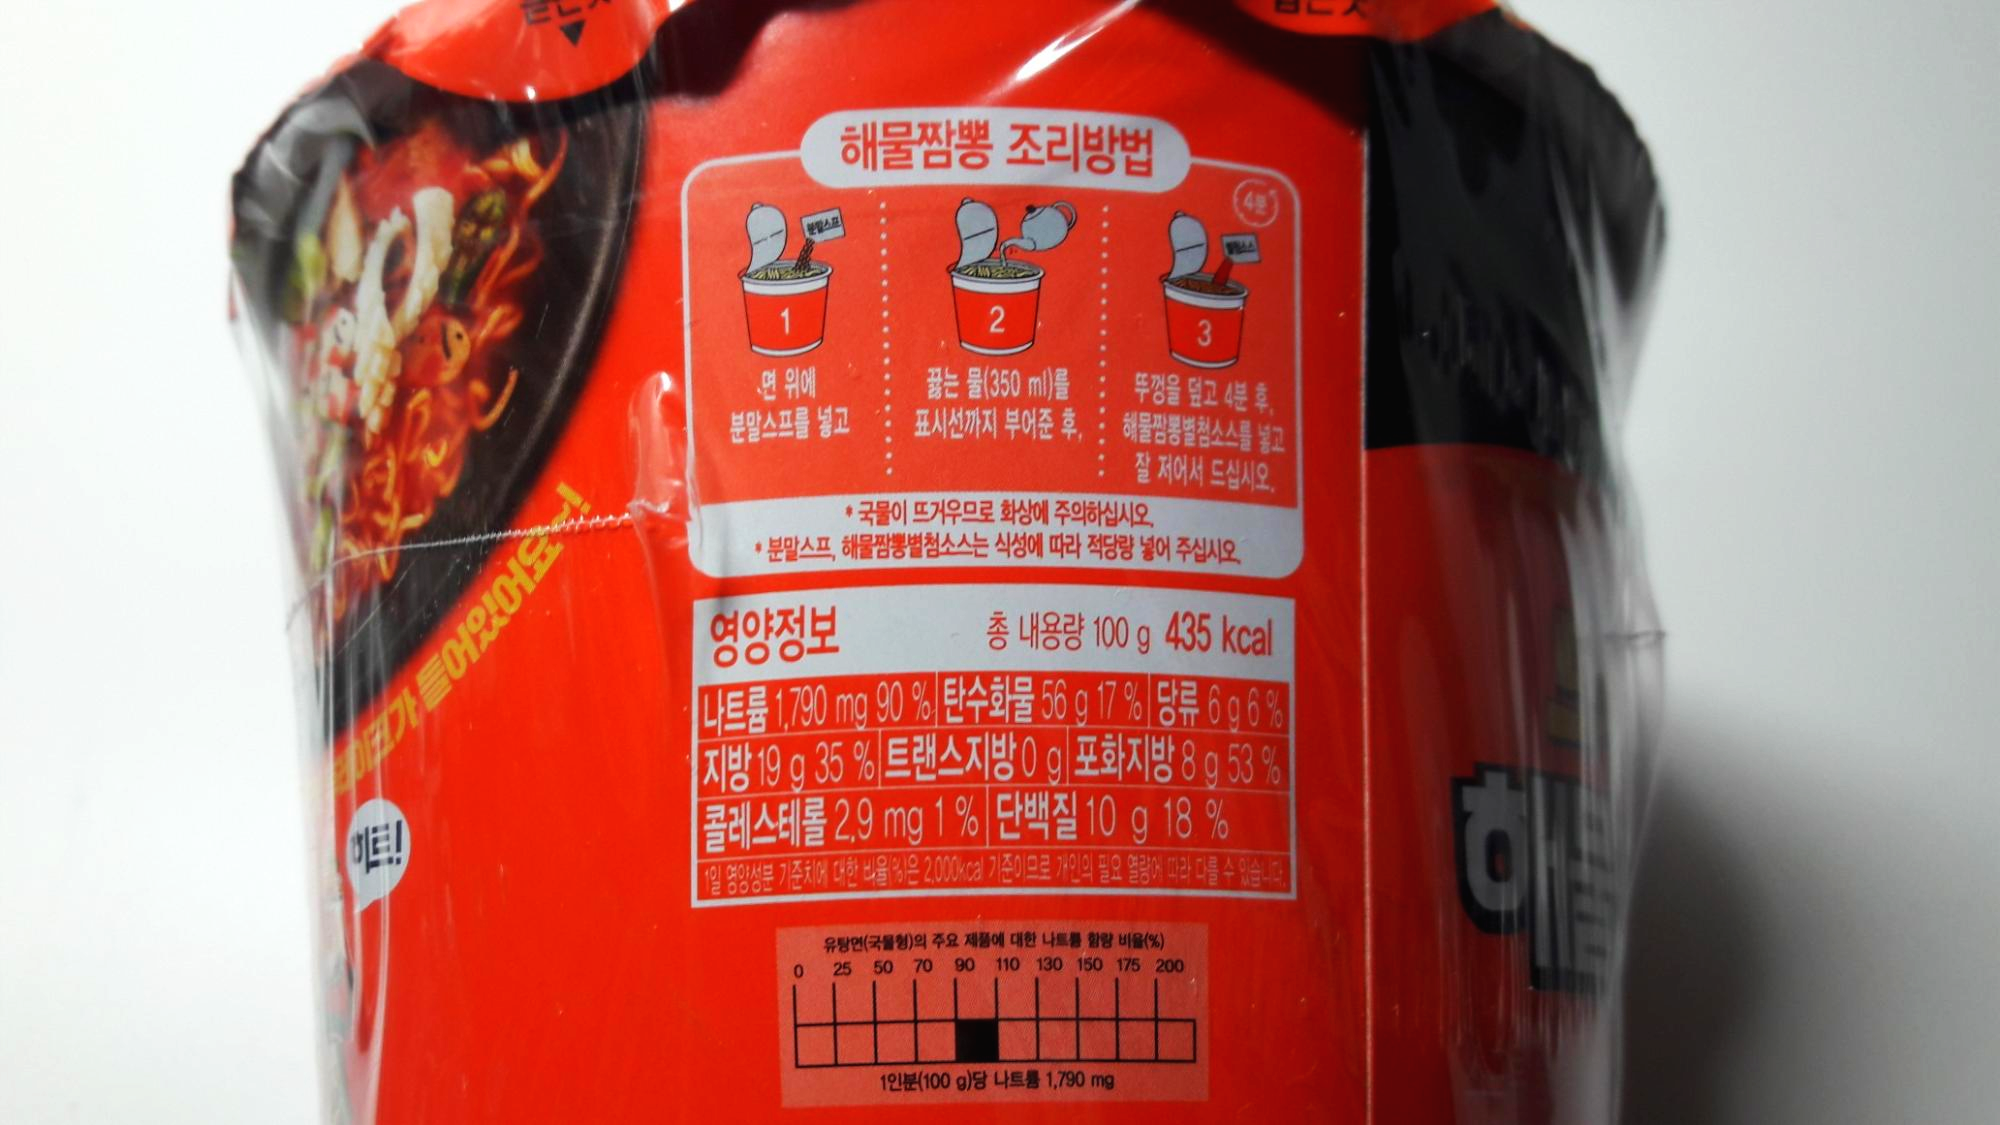 해물짬뽕 조리방법
분말스프
4분
1
2
3
면 위에
분말스프를 넣고
끓는 물(350 ml)를
표시선까지 부어준 후,
뚜껑을 덮고 4분 후,
해물짬뽕별첨소스를 넣고
잘 저어서 드십시오.
* 국물이 뜨거우므로 화상에 주의하십시오.
* 분말스프, 해물짬뽕별첨소스는 식성에 따라 적당량 넣어 주십시오.
영양정보 총 내용량 100 g 435 kcal
나트륨 1,790 mg 90 % 탄수화물 56 g 17 % 당류 6 g 6 %
지방 19 g 35 % 트랜스지방 0 g 포화지방 8 g 53 %
콜레스테롤 2.9 mg 1 % 단백질 10 g 18 %
1일 영양성분 기준치에 대한 비율(%)은 2,000kcal 기준이므로 개인의 필요 열량에 따라 다를 수 있습니다.
유탕면(국물형)의 주요 제품에 대한 나트륨 함량 비율(%)
0 25 50 70 90 110 130 150 175 200
1인분(100 g)당 나트륨 1,790 mg
들어있어요!
해물